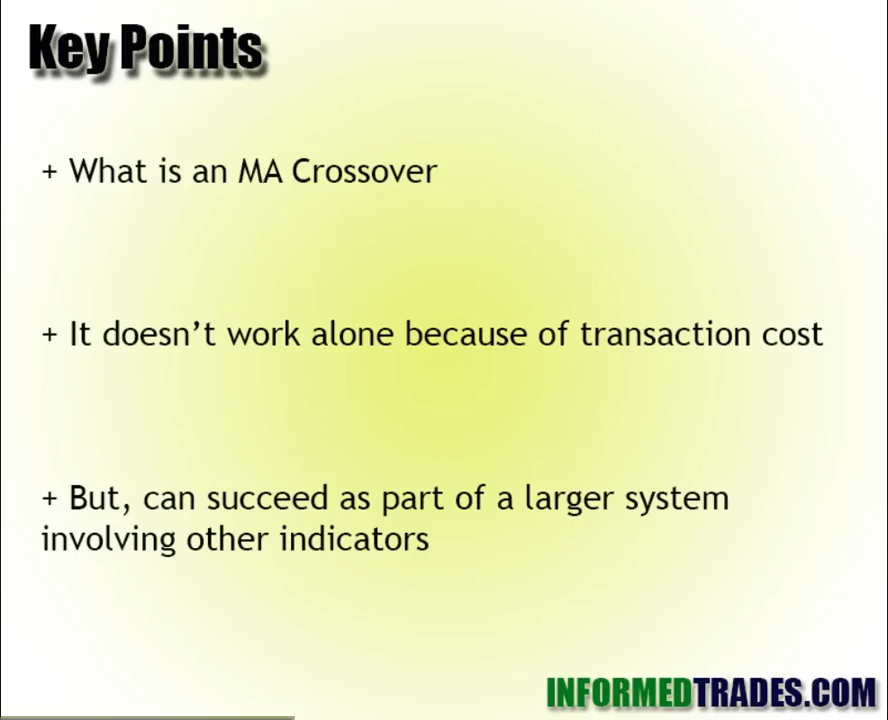 Key Points
+ What is an MA Crossover
+ It doesn’t work alone because of transaction cost
+ But, can succeed as part of a larger system
involving other indicators
INFORMEDTRADES.COM